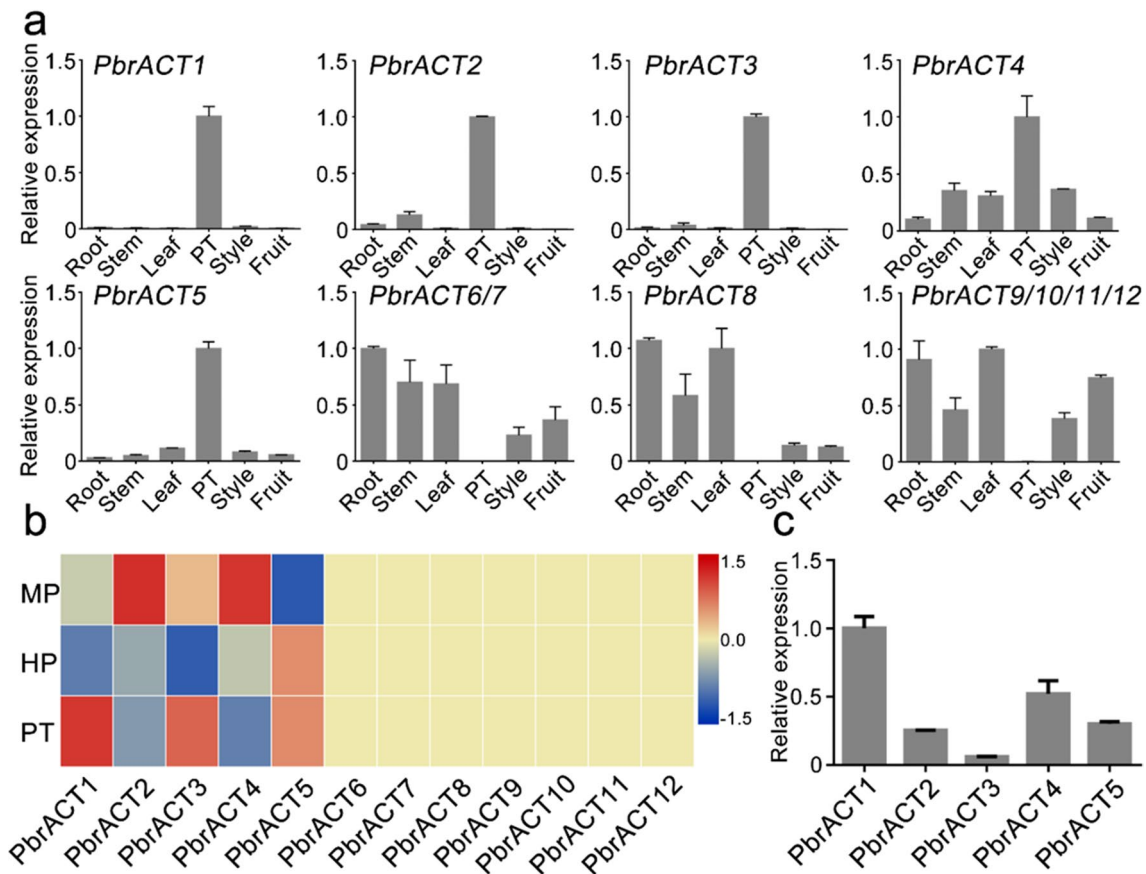 a
PbrACT1
PbrACT2
PbrACT3
PbrACT4
Relative expression
1.5
1.0
0.5
0
Root Stem Leaf PT Style Fruit
1.5
1.0
0.5
0
Root Stem Leaf PT Style Fruit
1.5
1.0
0.5
0
Root Stem Leaf PT Style Fruit
1.5
1.0
0.5
0
Root Stem Leaf PT Style Fruit
PbrACT5
PbrACT6/7
PbrACT8
PbrACT9/10/11/12
Relative expression
1.5
1.0
0.5
0
Root Stem Leaf PT Style Fruit
1.5
1.0
0.5
0
Root Stem Leaf PT Style Fruit
1.5
1.0
0.5
0
Root Stem Leaf PT Style Fruit
1.5
1.0
0.5
0
Root Stem Leaf PT Style Fruit
b
MP
HP
PT
1.5
0.0
-1.5
PbrACT1 PbrACT2 PbrACT3 PbrACT4 PbrACT5 PbrACT6 PbrACT7 PbrACT8 PbrACT9 PbrACT10 PbrACT11 PbrACT12
c
Relative expression
1.5
1.0
0.5
0
PbrACT1 PbrACT2 PbrACT3 PbrACT4 PbrACT5